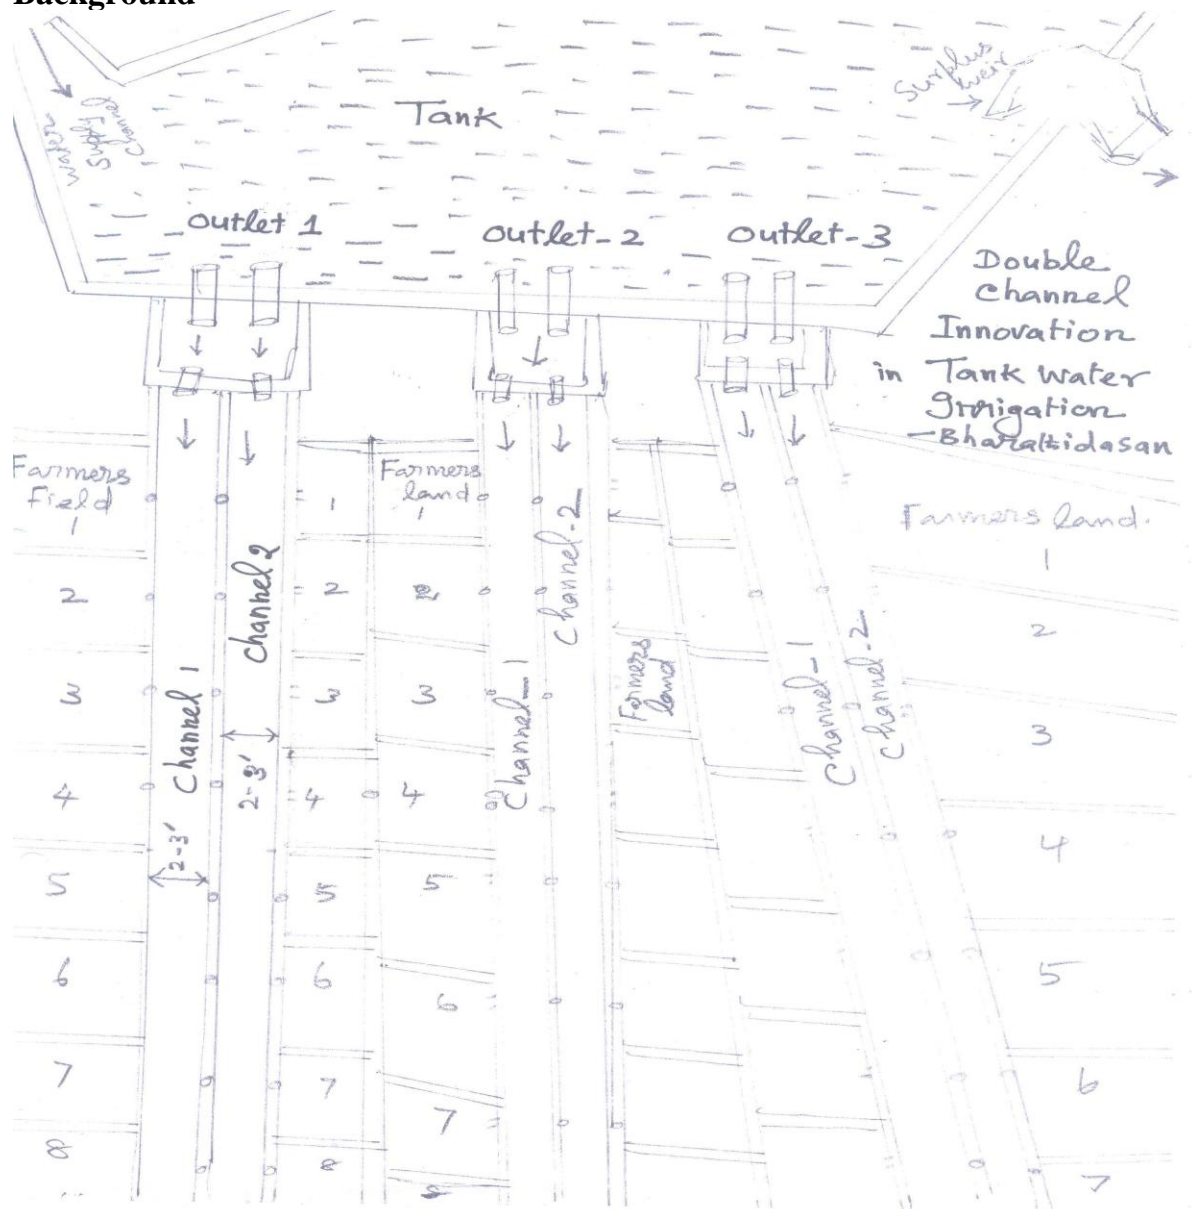 Background
Tank
Surplus
weir
water
Supply
Channel
outlet 1
outlet-2
outlet-3
Double
Channel
Innovation
in Tank water
Irrigation
-Bharatidasan
Farmers
Field
1
2
3
4
5
6
7
8
Channel 1
2-3'
Channel 2
2-3'
1
2
3
4
5
6
7
8
Farmers
land
1
2
3
4
5
6
7
8
Channel-1
Channel-2
Farmers
land
Channel-1
Channel-2
Farmers land.
1
2
3
4
5
6
7